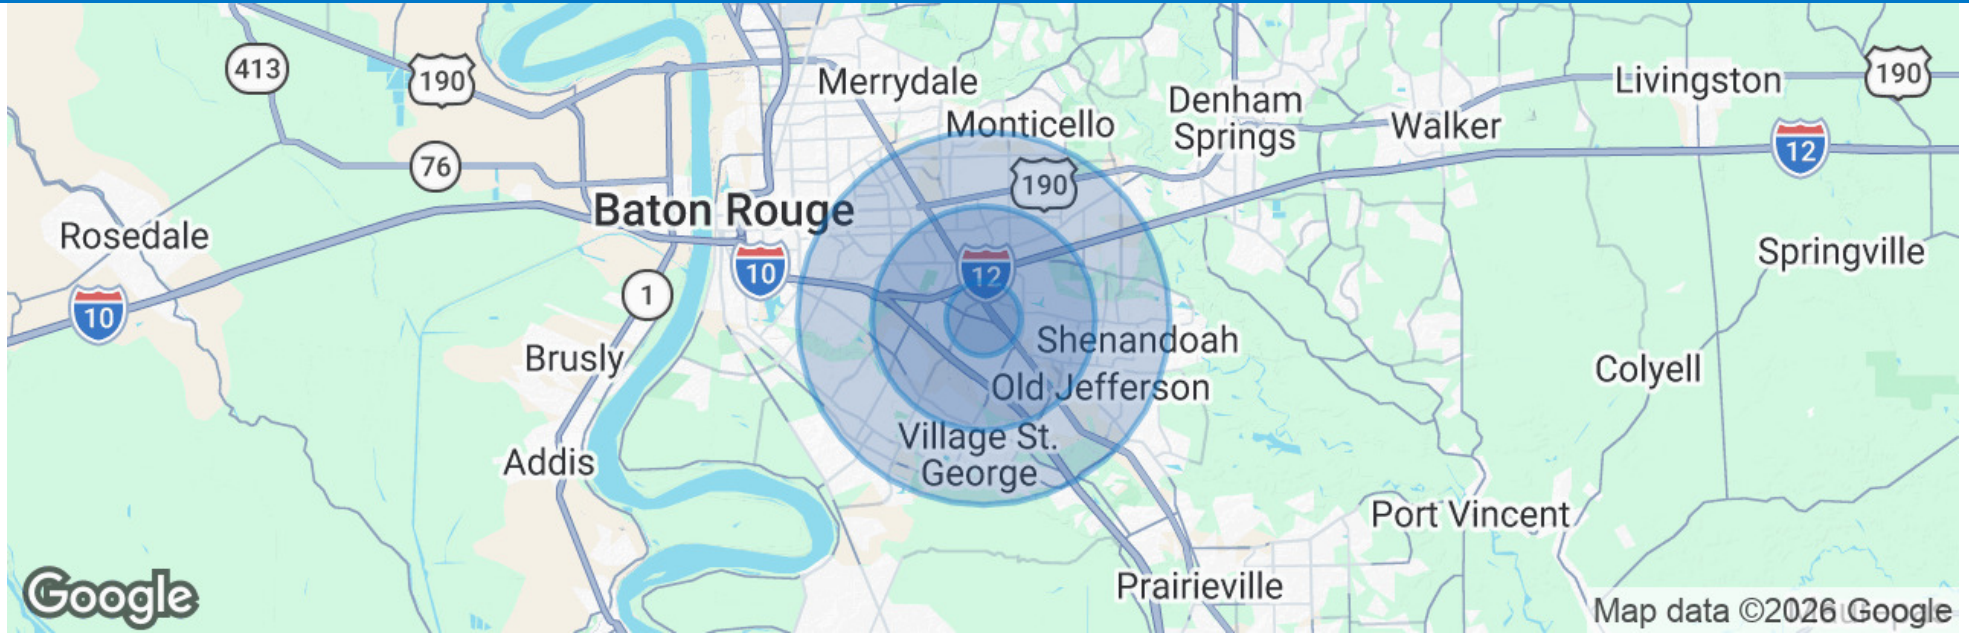 413
190
Merrydale
Livingston
190
Denham
Springs
Monticello
Walker
12
76
190
Baton Rouge
Rosedale
10
12
Springville
1
10
Shenandoah
Brusly
Colyell
Old Jefferson
Village St.
George
Addis
Port Vincent
Prairieville
Google
Map data ©2026 Google